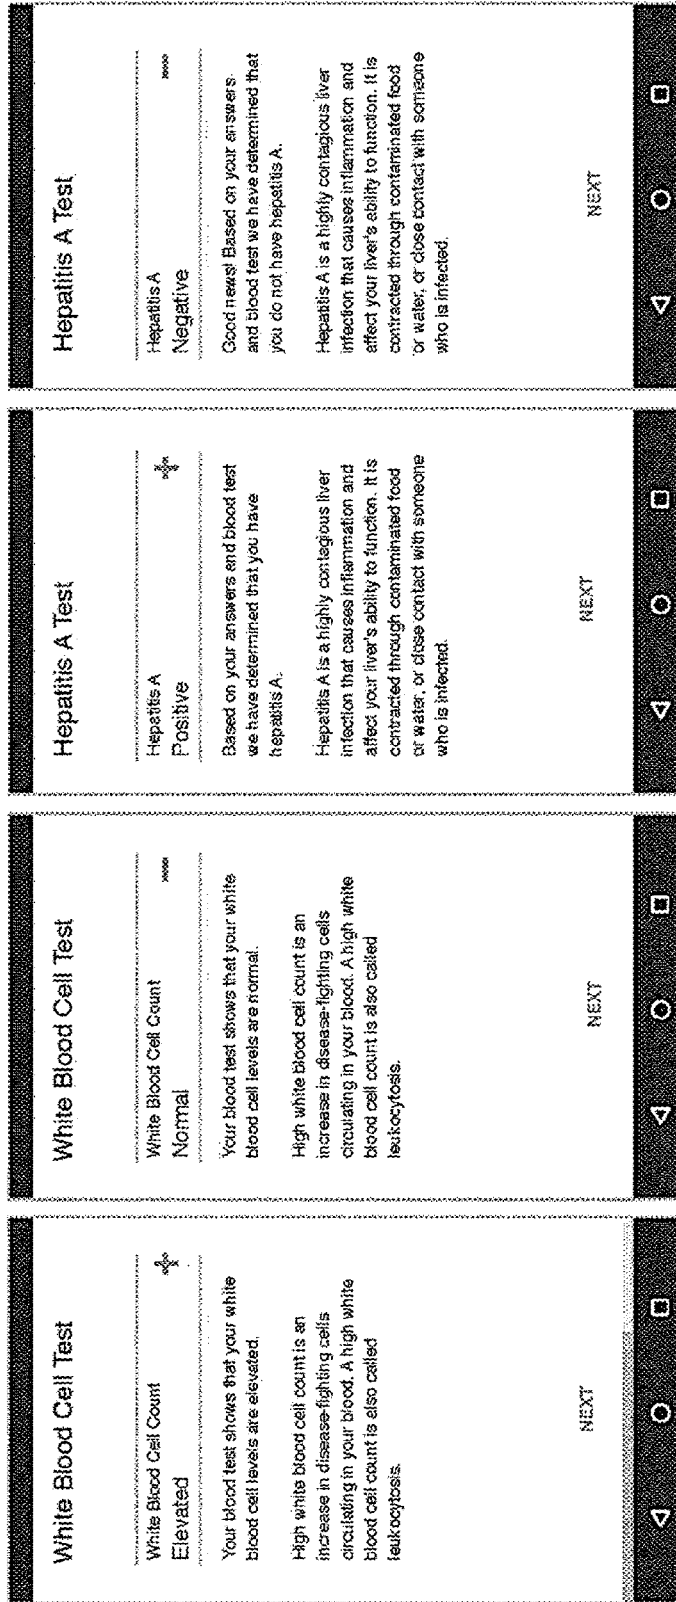 White Blood Cell Test
White Blood Cell Count
Elevated
Your blood test shows that your white
blood cell levels are elevated.
High white blood cell count is an
increase in disease-fighting cells
circulating in your blood. A high white
blood cell count is also called
leukocytosis.
NEXT
White Blood Cell Test
White Blood Cell Count
Normal
Your blood test shows that your white
blood cell levels are normal.
High white blood cell count is an
increase in disease-fighting cells
circulating in your blood. A high white
blood cell count is also called
leukocytosis.
NEXT
Hepatitis A Test
Hepatitis A
Positive
Based on your answers and blood test
we have determined that you have
hepatitis A.
Hepatitis A is a highly contagious liver
infection that causes inflammation and
affect your liver's ability to function. It is
contracted through contaminated food
or water, or close contact with someone
who is infected.
NEXT
Hepatitis A Test
Hepatitis A
Negative
Good news! Based on your answers
and blood test we have determined that
you do not have hepatitis A.
Hepatitis A is a highly contagious liver
infection that causes inflammation and
affect your liver's ability to function. It is
contracted through contaminated food
or water, or close contact with someone
who is infected.
NEXT